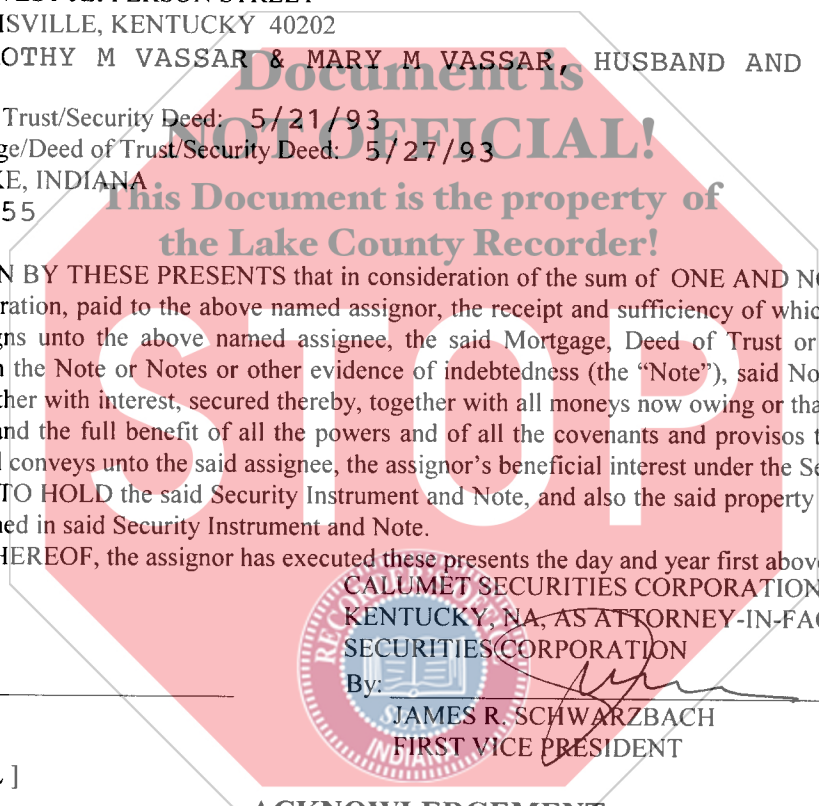 ISVILLE, KENTUCKY 40202
OTHY M VASSAR & MARY M VASSAR, HUSBAND AND
Document is
Trust/Security Deed: 5/21/93
NOT OFFICIAL!
ge/Deed of Trust/Security Deed: 5/27/93
KE, INDIANA
This Document is the property of
55
the Lake County Recorder!
N BY THESE PRESENTS that in consideration of the sum of ONE AND NO
ration, paid to the above named assignor, the receipt and sufficiency of whic
gns unto the above named assignee, the said Mortgage, Deed of Trust or
n the Note or Notes or other evidence of indebtedness (the “Note”), said No
ther with interest, secured thereby, together with all moneys now owing or tha
and the full benefit of all the powers and of all the covenants and provisos t
l conveys unto the said assignee, the assignor’s beneficial interest under the Se
TO HOLD the said Security Instrument and Note, and also the said property
ned in said Security Instrument and Note.
HEREOF, the assignor has executed these presents the day and year first above
STOP
CALUMET SECURITIES CORPORATION
KENTUCKY, NA, AS ATTORNEY-IN-FAC
SECURITIES CORPORATION
By:
JAMES R. SCHWARZBACH
FIRST VICE PRESIDENT
SEAL
INDIANA
]
ACKNOWLEDGEMENT